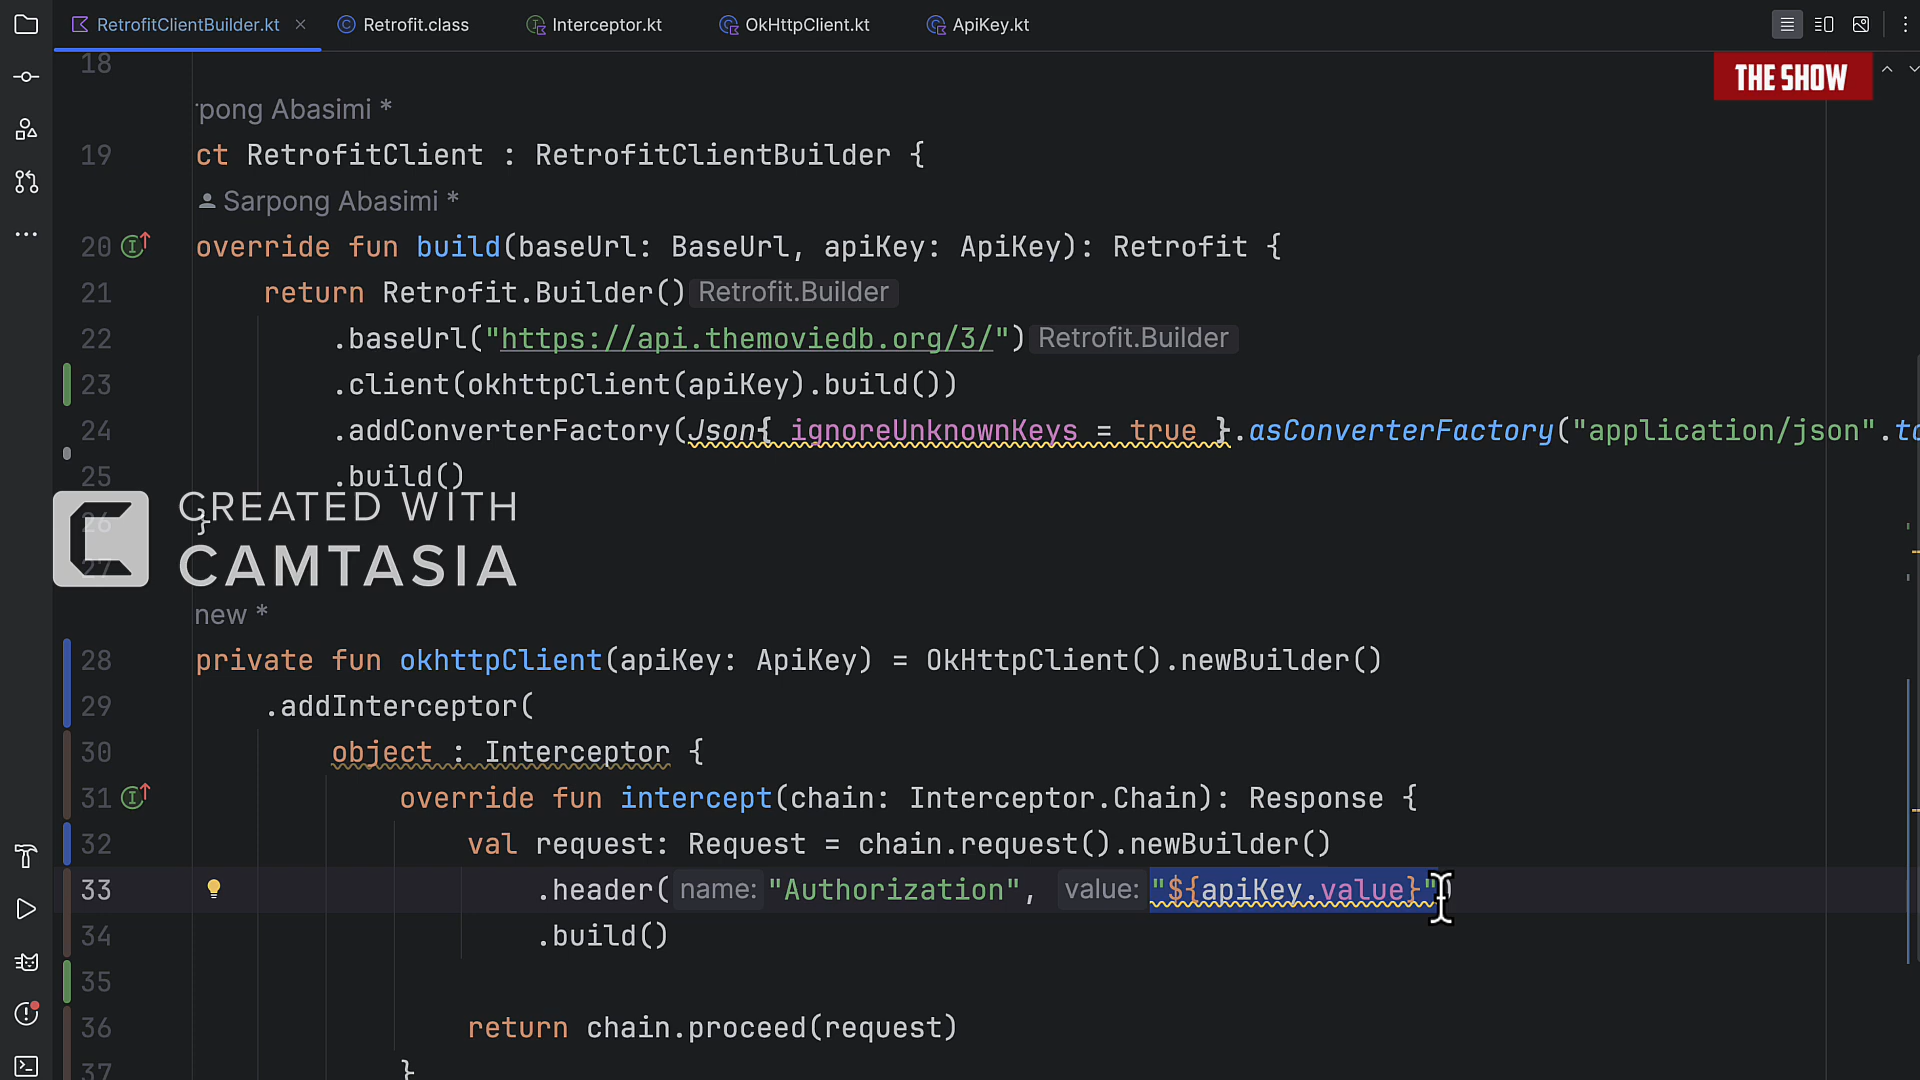 RetrofitClientBuilder.kt
Retrofit.class
Interceptor.kt
OkHttpClient.kt
ApiKey.kt
THE SHOW
18
pong Abasimi *
19 ct RetrofitClient : RetrofitClientBuilder {
Sarpong Abasimi *
20 override fun build(baseUrl: BaseUrl, apiKey: ApiKey): Retrofit {
21 return Retrofit.Builder() Retrofit.Builder
22 .baseUrl("https://api.themoviedb.org/3/") Retrofit.Builder
23 .client(okhttpClient(apiKey).build())
24 .addConverterFactory(Json{ ignoreUnknownKeys = true }.asConverterFactory("application/json".to
25 .build()
26 }
27
CREATED WITH
CAMTASIA
new *
28 private fun okhttpClient(apiKey: ApiKey) = OkHttpClient().newBuilder()
29 .addInterceptor(
30 object : Interceptor {
31 override fun intercept(chain: Interceptor.Chain): Response {
32 val request: Request = chain.request().newBuilder()
33 .header( name: "Authorization", value: "${apiKey.value}")
34 .build()
35
36 return chain.proceed(request)
37 }